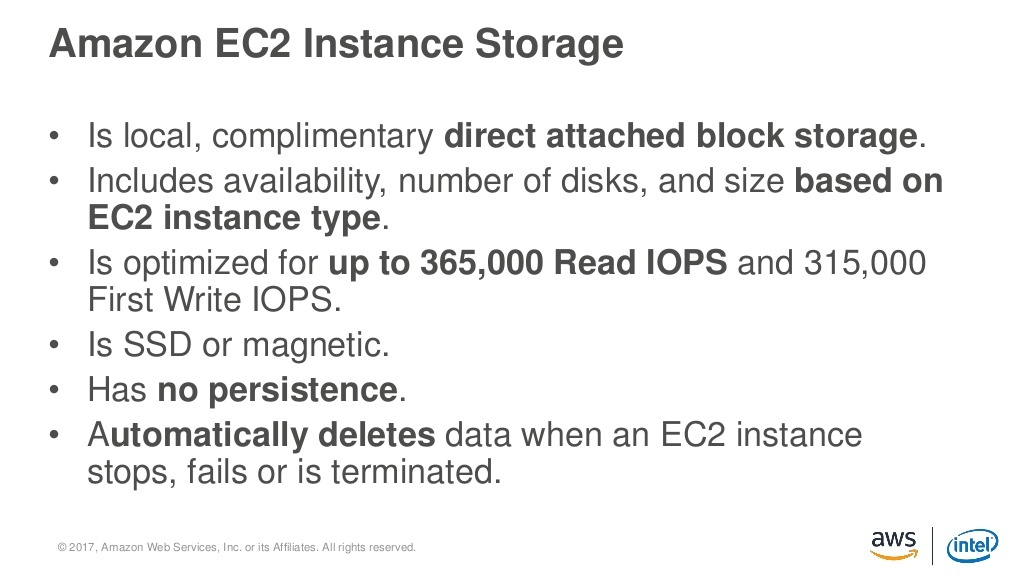 Amazon EC2 Instance Storage
• Is local, complimentary direct attached block storage.
• Includes availability, number of disks, and size based on
EC2 instance type.
• Is optimized for up to 365,000 Read IOPS and 315,000
First Write IOPS.
• Is SSD or magnetic.
• Has no persistence.
• Automatically deletes data when an EC2 instance
stops, fails or is terminated.
© 2017, Amazon Web Services, Inc. or its Affiliates. All rights reserved.
aws
intel